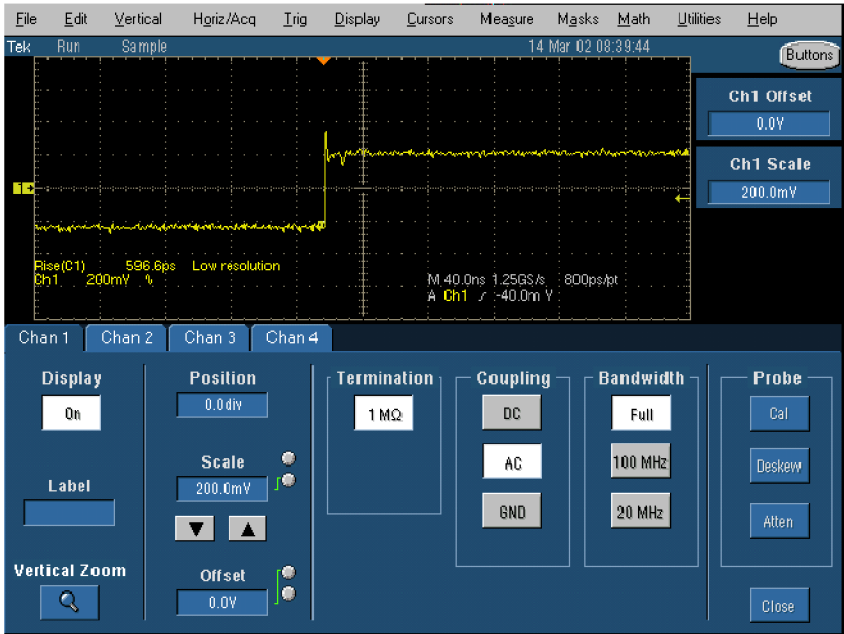 File Edit Vertical Horiz/Acq Trig Display Cursors Measure Masks Math Utilities Help
Tek Run Sample 14 Mar 02 08:39:44
Buttons
Ch1 Offset
0.0V
Ch1 Scale
200.0mV
1
Rise(C1) 596.6ps Low resolution
Ch1 200mV
M 40.0ns 1.25GS/s 800ps/pt
A Ch1 -40.0m V
Chan 1 Chan 2 Chan 3 Chan 4
Display
On
Label
Vertical Zoom
Position
0.0div
Scale
200.0mV
Offset
0.0V
Termination
1 MΩ
Coupling
DC
AC
GND
Bandwidth
Full
100 MHz
20 MHz
Probe
Cal
Deskew
Atten
Close